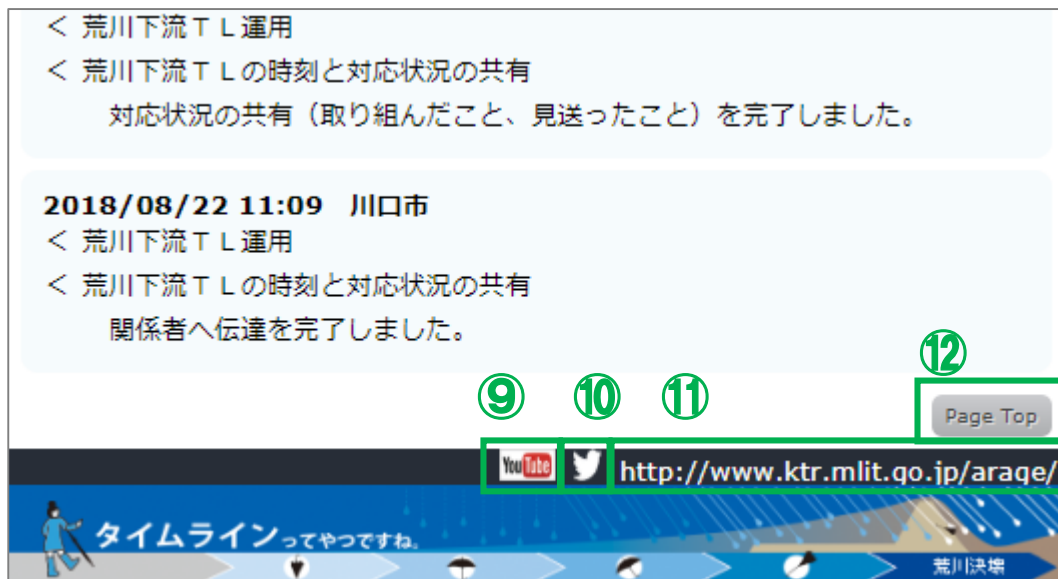 ＜ 荒川下流ＴＬ運用
＜ 荒川下流ＴＬの時刻と対応状況の共有
対応状況の共有（取り組んだこと、見送ったこと）を完了しました。
2018/08/22 11:09　川口市
＜ 荒川下流ＴＬ運用
＜ 荒川下流ＴＬの時刻と対応状況の共有
関係者へ伝達を完了しました。
⑫
⑨ ⑩ ⑪
Page Top
YouTube http://www.ktr.mlit.go.jp/arage/
タイムラインってやつですね。
荒川決壊